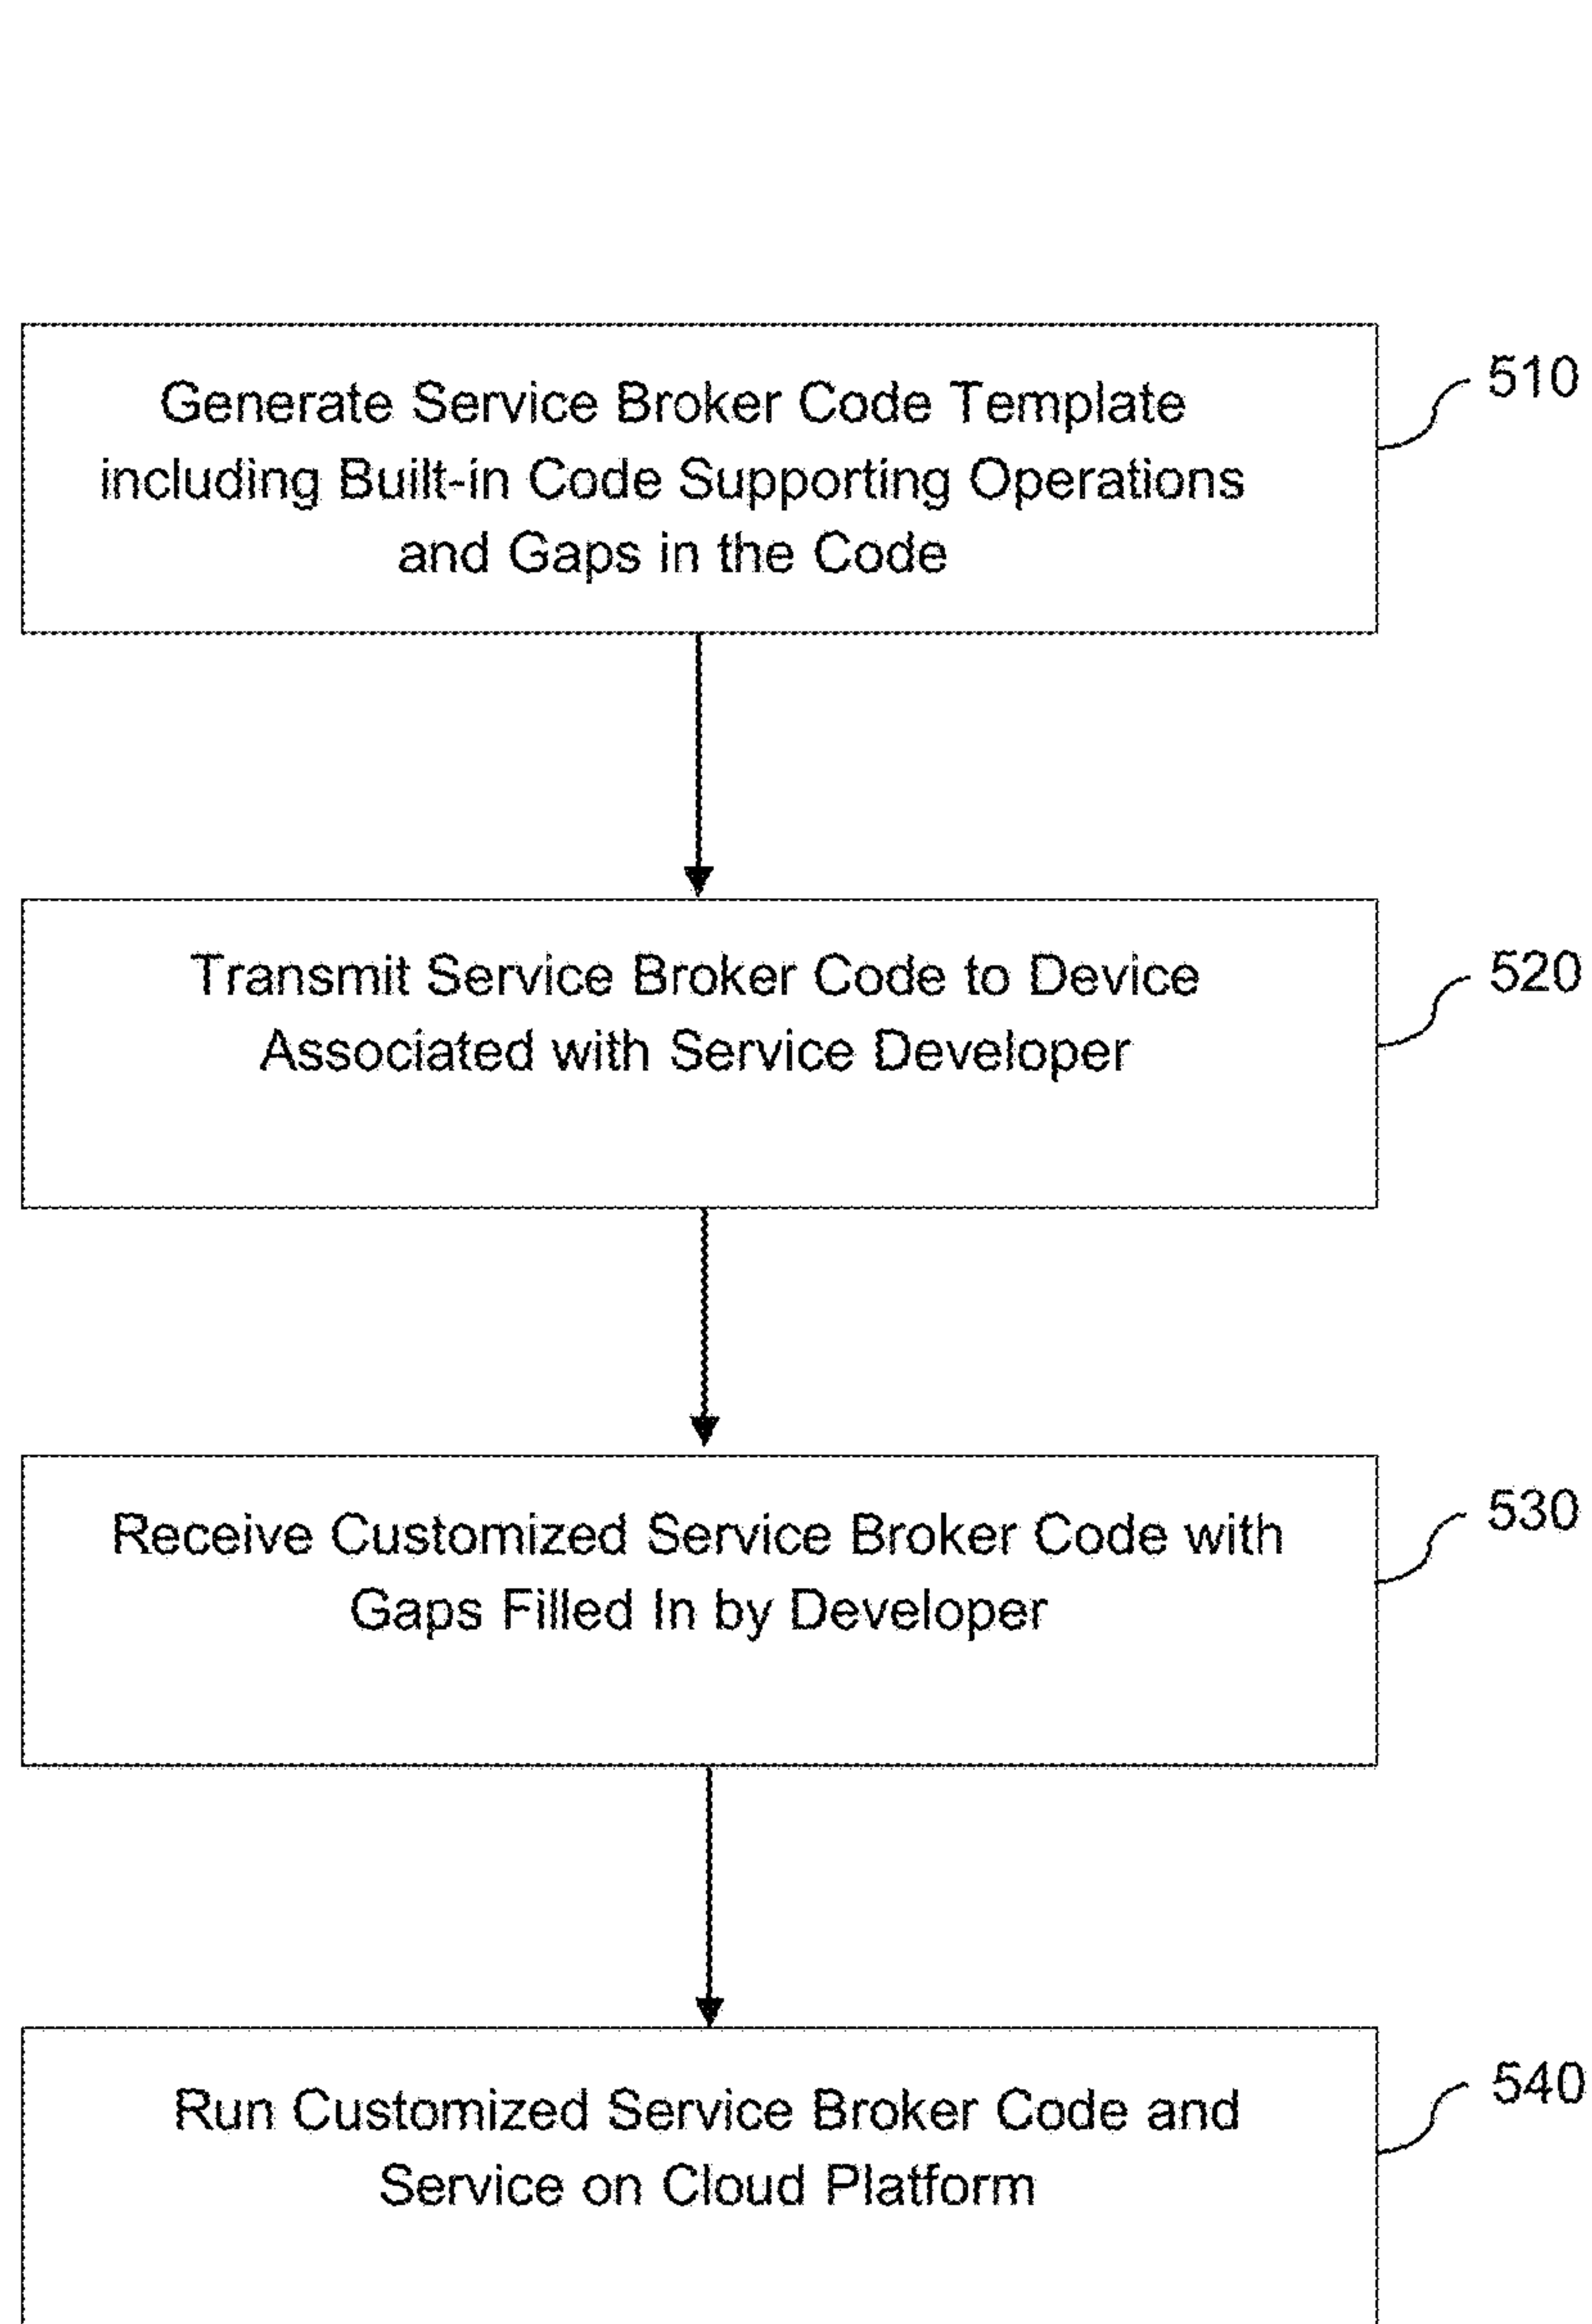 Generate Service Broker Code Template
including Built-in Code Supporting Operations
and Gaps in the Code
510
Transmit Service Broker Code to Device
Associated with Service Developer
520
Receive Customized Service Broker Code with
Gaps Filled In by Developer
530
Run Customized Service Broker Code and
Service on Cloud Platform
540